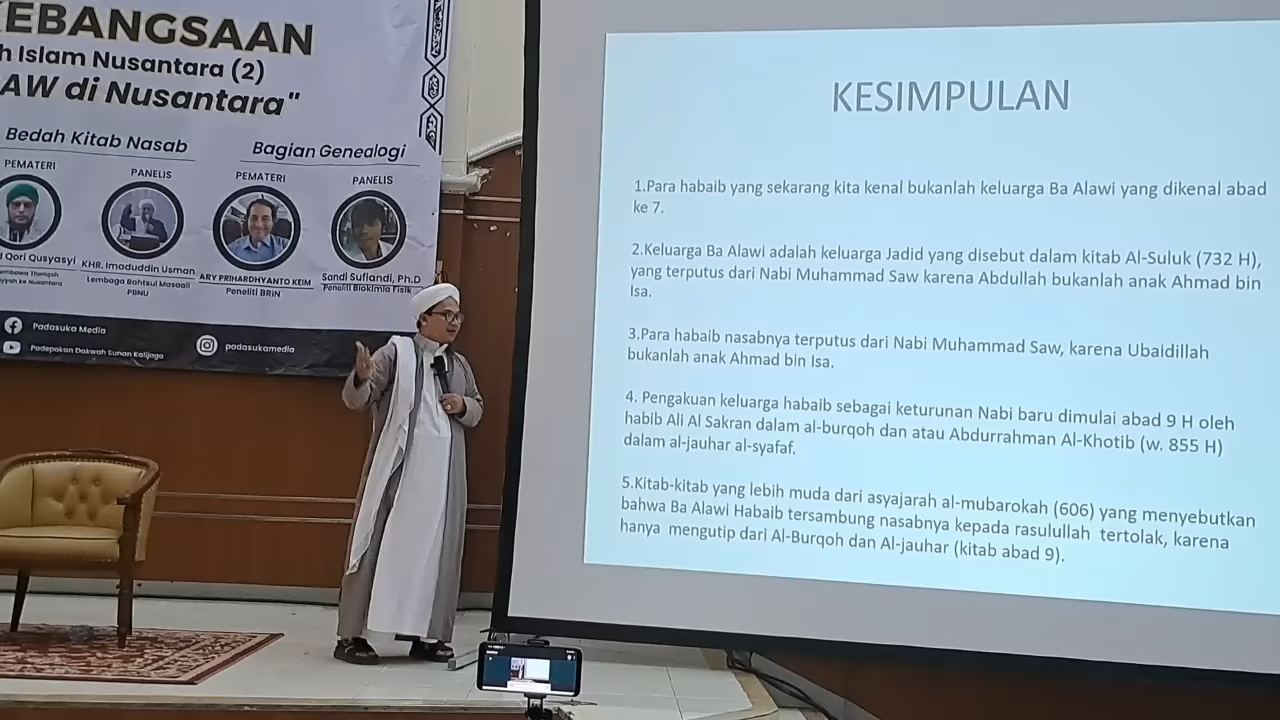 KEBANGSAAN
h Islam Nusantara (2)
AW di Nusantara"
Bedah Kitab Nasab
Bagian Genealogi
PEMATERI
PANELIS
PEMATERI
PANELIS
Qori Qusyasyi
KHR. Imaduddin Usman
Lembaga Bahtsul Masaail
PBNU
ARY PRIHARDHYANTO KEIM
Peneliti BRIN
Sandi Sufiandi, Ph.D
Peneliti Biokimia Fisik
Padasuka Media
Padepokan Dakwah Sunan Kalijaga
padasukamedia
KESIMPULAN
1.Para habaib yang sekarang kita kenal bukanlah keluarga Ba Alawi yang dikenal abad
ke 7.
2.Keluarga Ba Alawi adalah keluarga Jadid yang disebut dalam kitab Al-Suluk (732 H),
yang terputus dari Nabi Muhammad Saw karena Abdullah bukanlah anak Ahmad bin
Isa.
3.Para habaib nasabnya terputus dari Nabi Muhammad Saw, karena Ubaidillah
bukanlah anak Ahmad bin Isa.
4. Pengakuan keluarga habaib sebagai keturunan Nabi baru dimulai abad 9 H oleh
habib Ali Al Sakran dalam al-burqoh dan atau Abdurrahman Al-Khotib (w. 855 H)
dalam al-jauhar al-syafaf.
5.Kitab-kitab yang lebih muda dari asyajarah al-mubarokah (606) yang menyebutkan
bahwa Ba Alawi Habaib tersambung nasabnya kepada rasulullah tertolak, karena
hanya mengutip dari Al-Burqoh dan Al-jauhar (kitab abad 9).